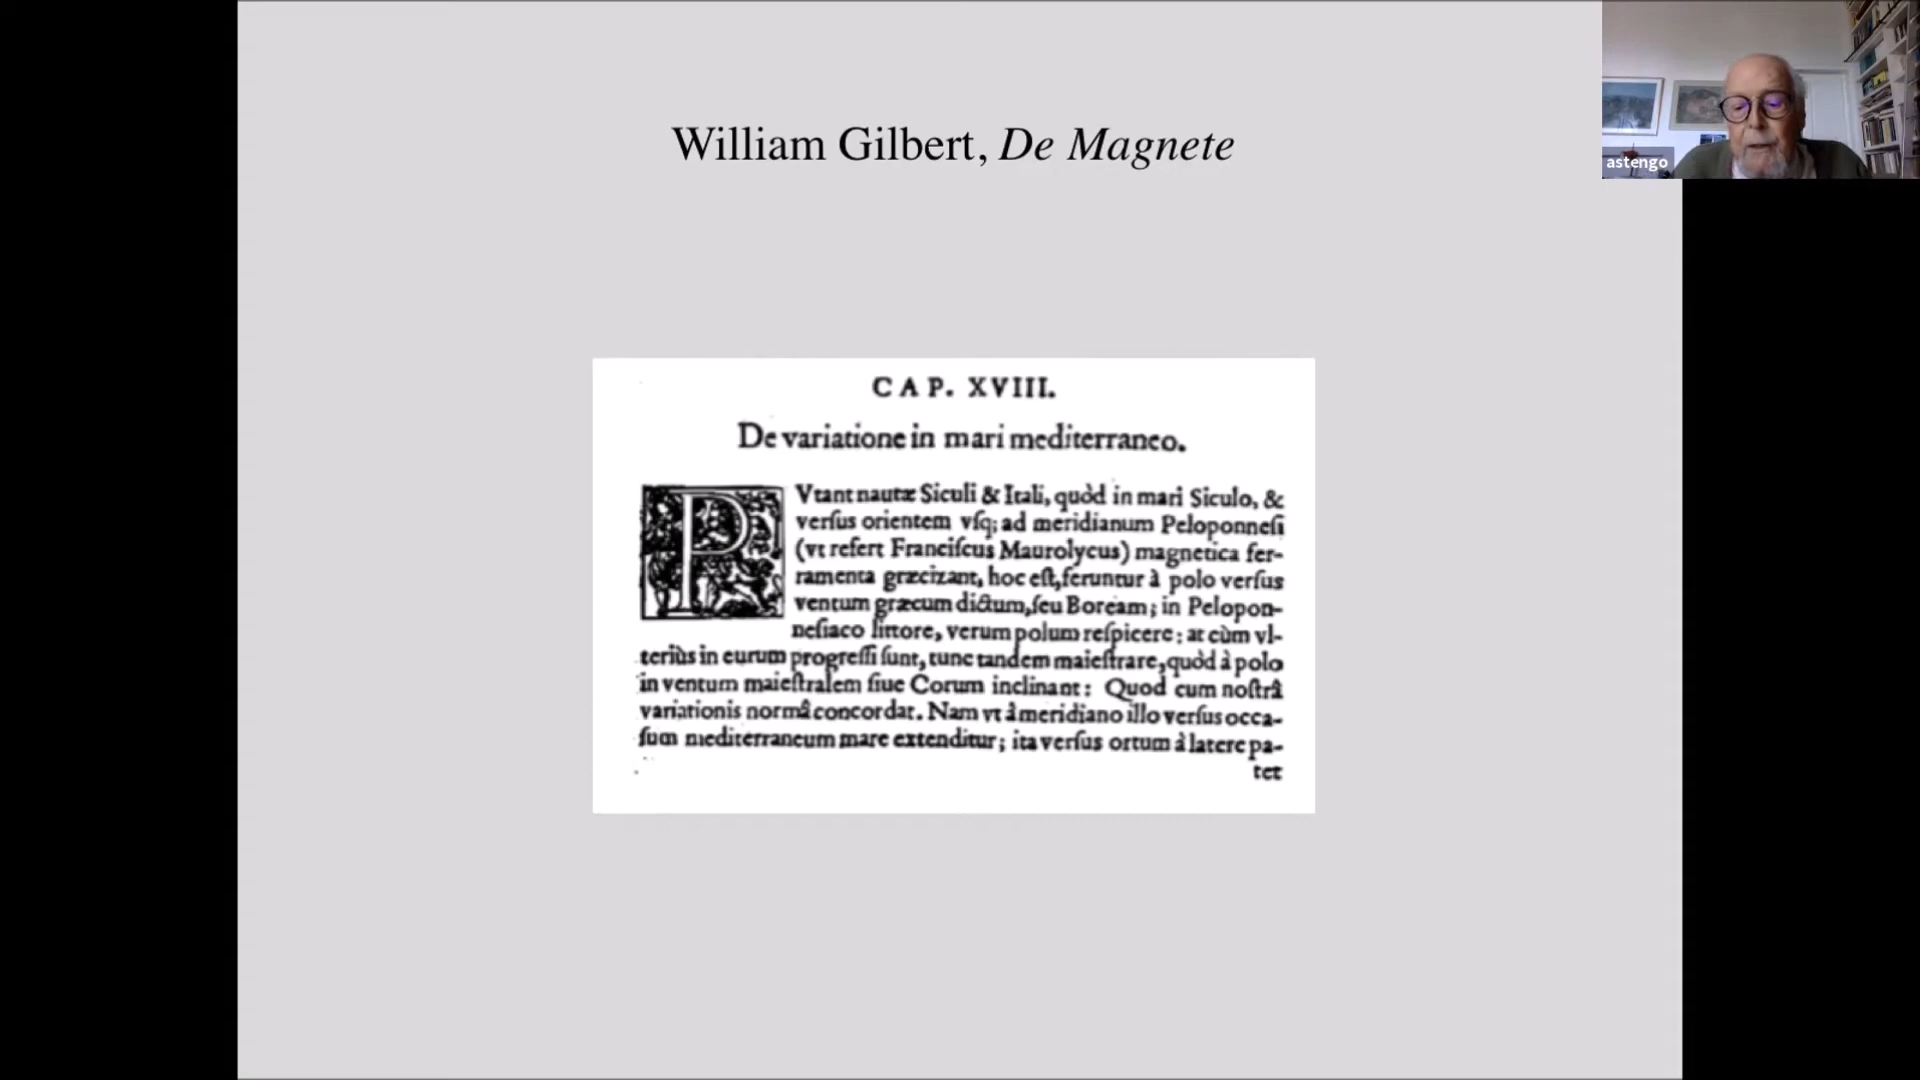 William Gilbert, De Magnete
astengo
CAP. XVIII.
De variatione in mari mediterraneo.
PVtant nautæ Siculi & Itali, quòd in mari Siculo, &
verſus orientem vſq; ad meridianum Peloponneſi
(vt refert Franciſcus Maurolycus) magnetica fer-
ramenta græcizant, hoc eſt, feruntur à polo verſus
ventum græcum dictum, ſeu Boream; in Pelopon-
neſiaco littore, verum polum reſpicere: at cùm vl-
teriùs in eurum progreſſi ſunt, tunc tandem maieſtrare, quòd à polo
in ventum maieſtralem ſiue Corum inclinant: Quod cum noſtrâ
variationis normâ concordat. Nam vt à meridiano illo verſus occa-
ſum mediterraneum mare extenditur; ita verſus ortum à latere pa-
tet